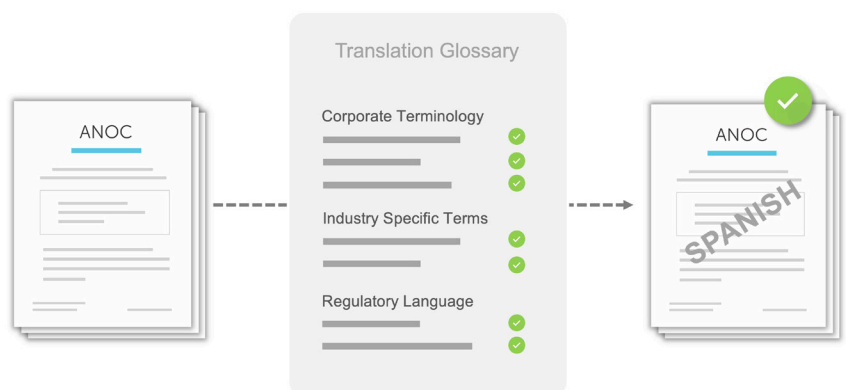 Translation Glossary
ANOC
Corporate Terminology
Industry Specific Terms
Regulatory Language
ANOC
SPANISH